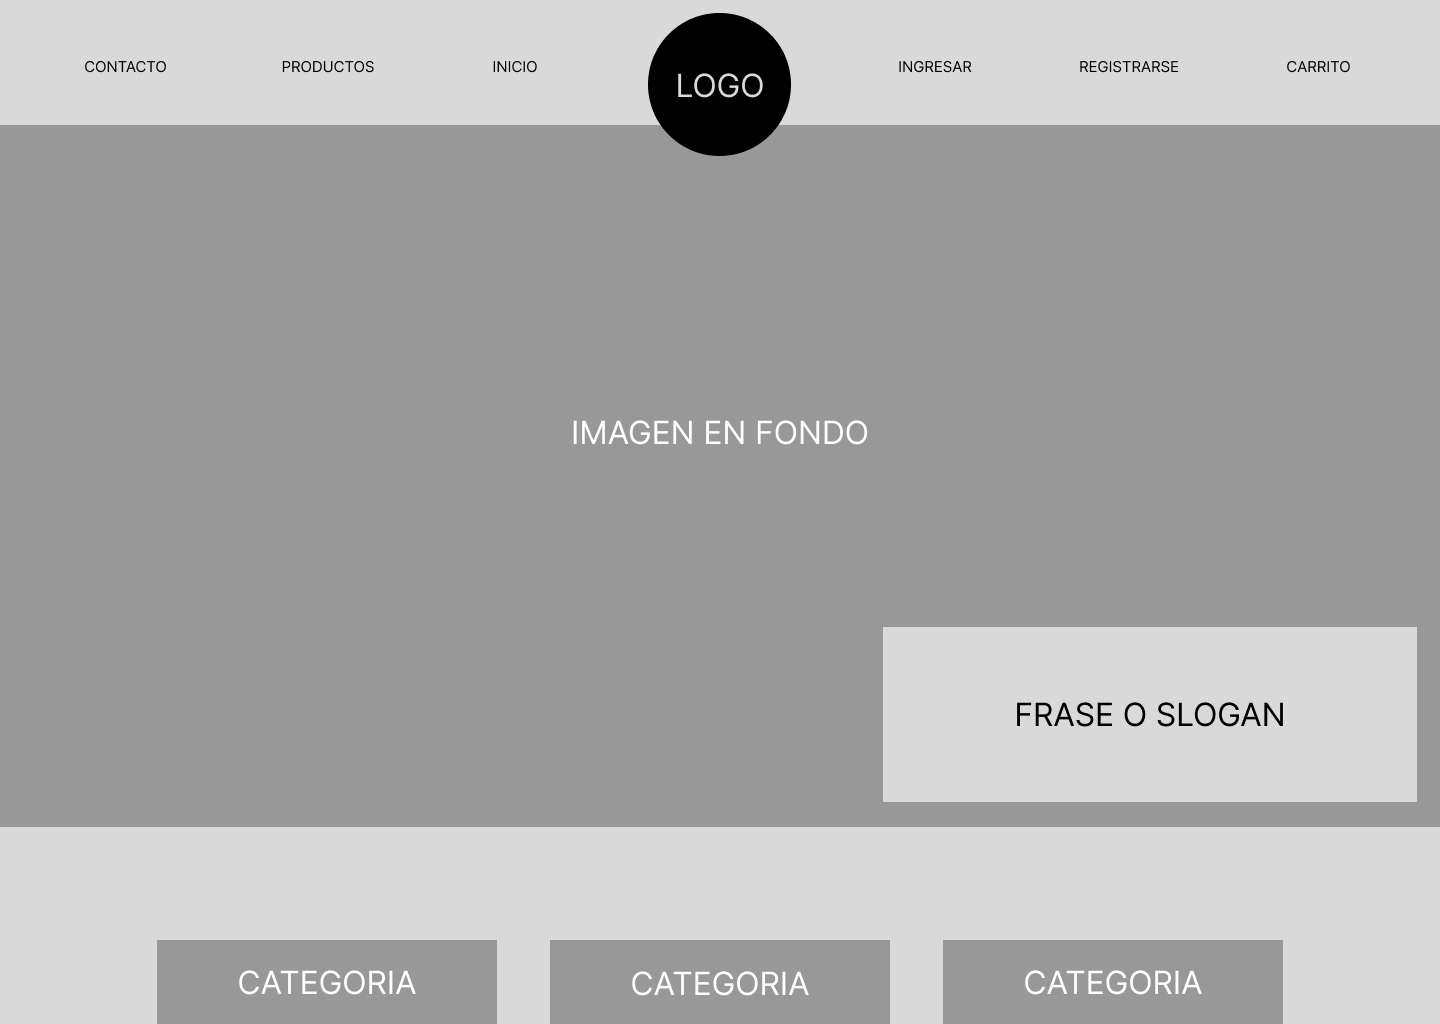 CONTACTO
PRODUCTOS
INICIO
LOGO
INGRESAR
REGISTRARSE
CARRITO
IMAGEN EN FONDO
FRASE O SLOGAN
CATEGORIA
CATEGORIA
CATEGORIA